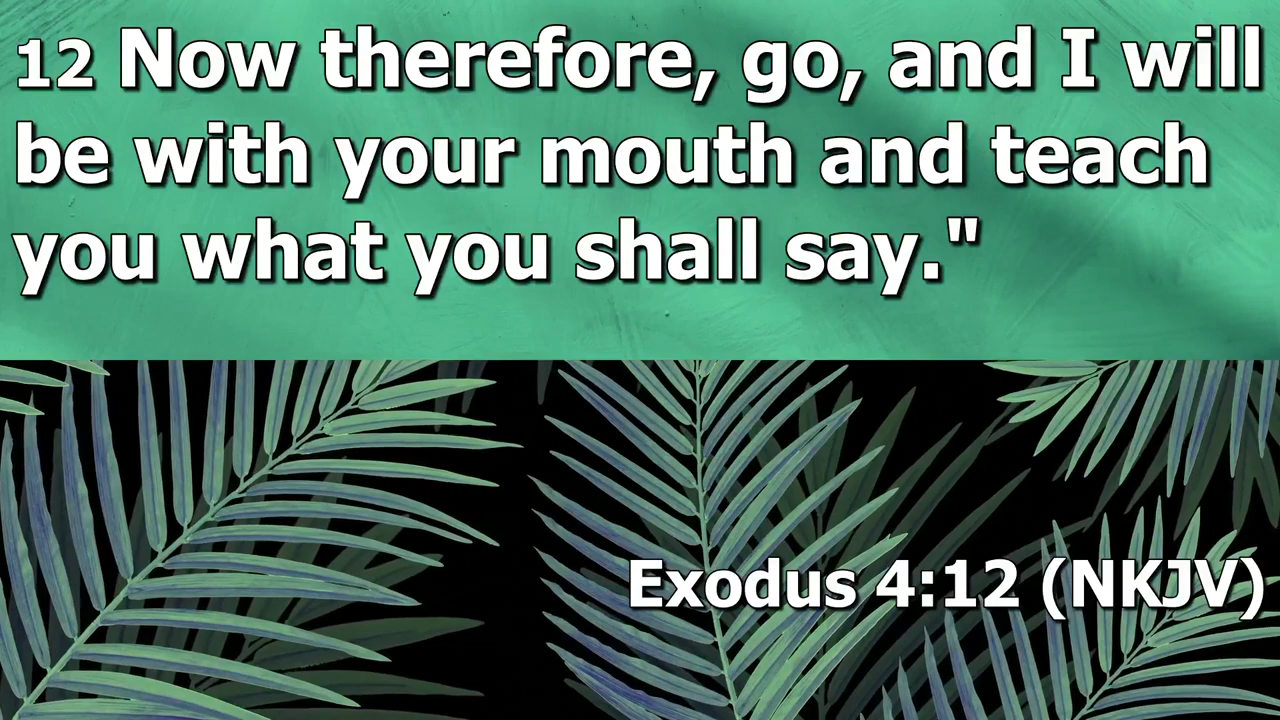 12 Now therefore, go, and I will
be with your mouth and teach
you what you shall say."
Exodus 4:12 (NKJV)